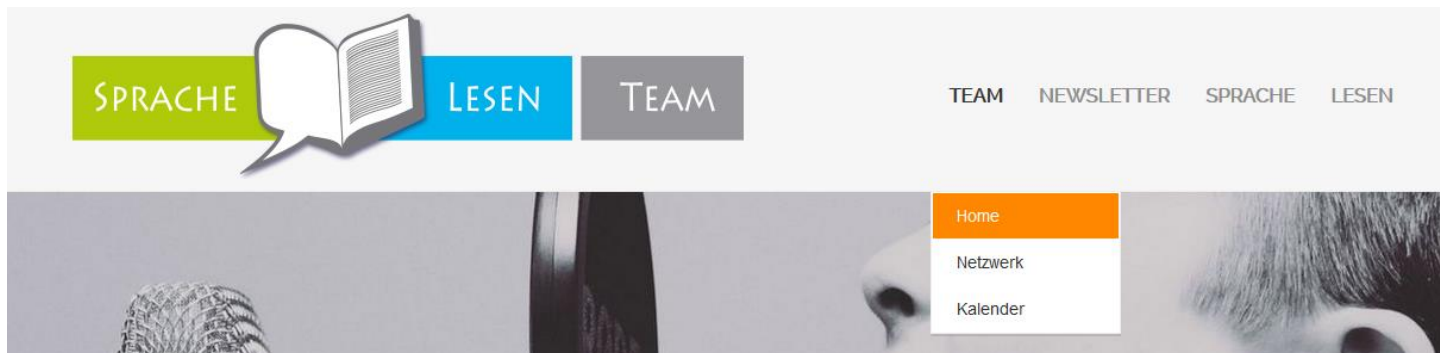 SPRACHE LESEN TEAM
TEAM NEWSLETTER SPRACHE LESEN
Home
Netzwerk
Kalender